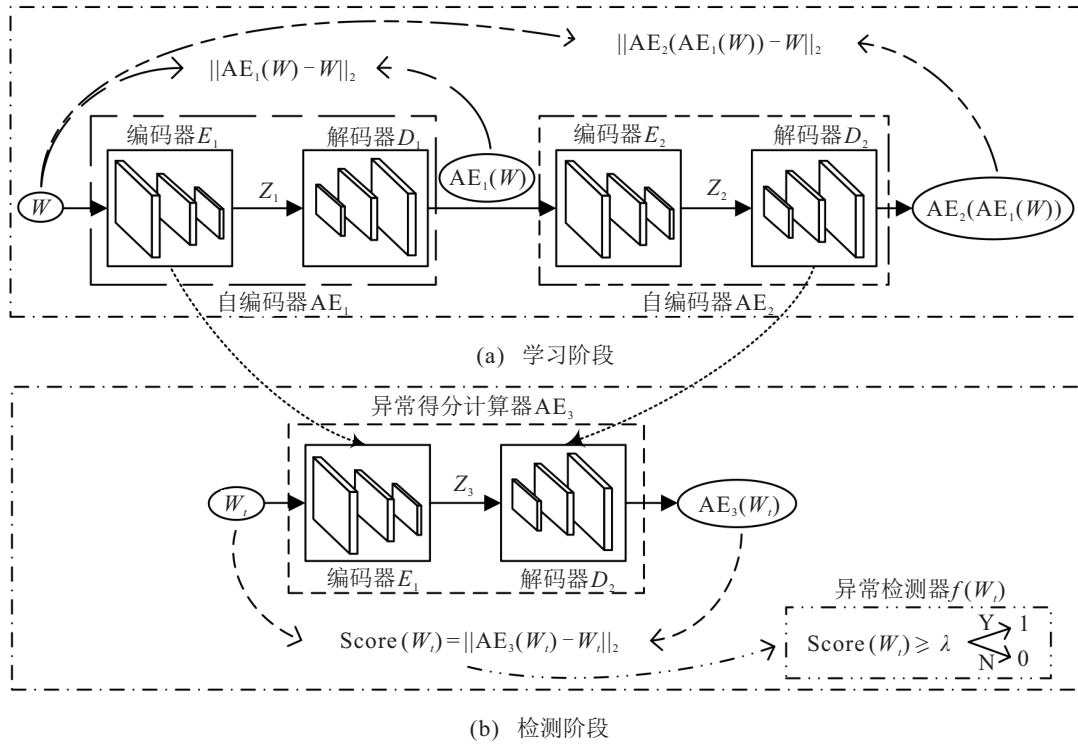 ||AE₂(AE₁(W))−W||₂
||AE₁(W)−W||₂
编码器E₁
解码器D₁
编码器E₂
解码器D₂
W
Z₁
AE₁(W)
Z₂
AE₂(AE₁(W))
自编码器AE₁
自编码器AE₂
(a) 学习阶段
异常得分计算器AE₃
Wₜ
Z₃
AE₃(Wₜ)
编码器E₁
解码器D₂
异常检测器f(Wₜ)
Score(Wₜ)=||AE₃(Wₜ)−Wₜ||₂
Score(Wₜ)⩾λ
Y
1
N
0
(b) 检测阶段